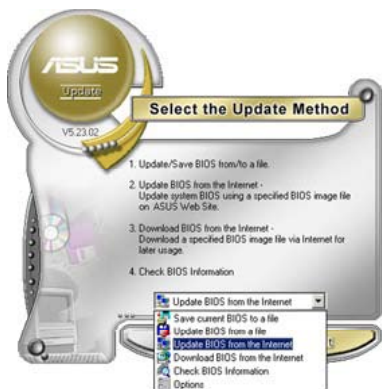 ASUS
Update
V5.23.02
Select the Update Method
1. Update/Save BIOS from/to a file.
2. Update BIOS from the Internet -
Update system BIOS using a specified BIOS image file
on ASUS Web Site.
3. Download BIOS from the Internet -
Download a specified BIOS image file via Internet for
later usage.
4. Check BIOS Information
Update BIOS from the Internet
Save current BIOS to a file
Update BIOS from a file
Update BIOS from the Internet
Download BIOS from the Internet
Check BIOS Information
Options